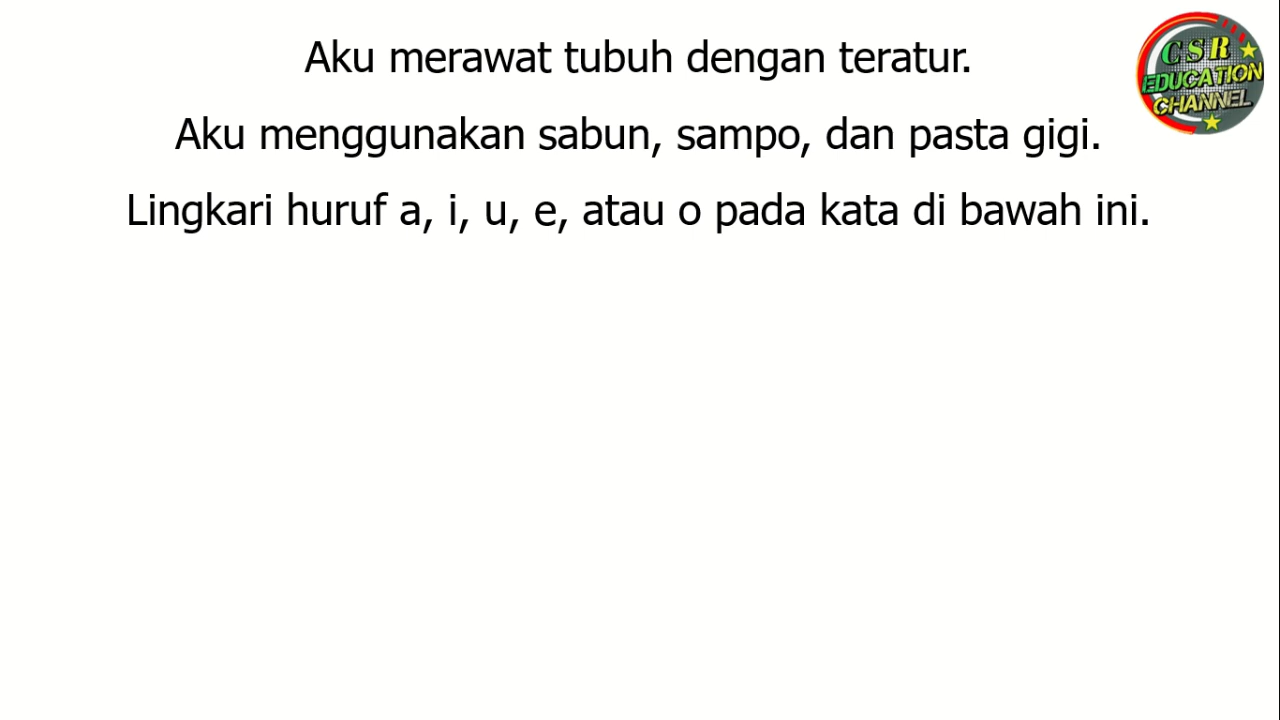 Aku merawat tubuh dengan teratur.
Aku menggunakan sabun, sampo, dan pasta gigi.
Lingkari huruf a, i, u, e, atau o pada kata di bawah ini.
CSR
EDUCATION
CHANNEL